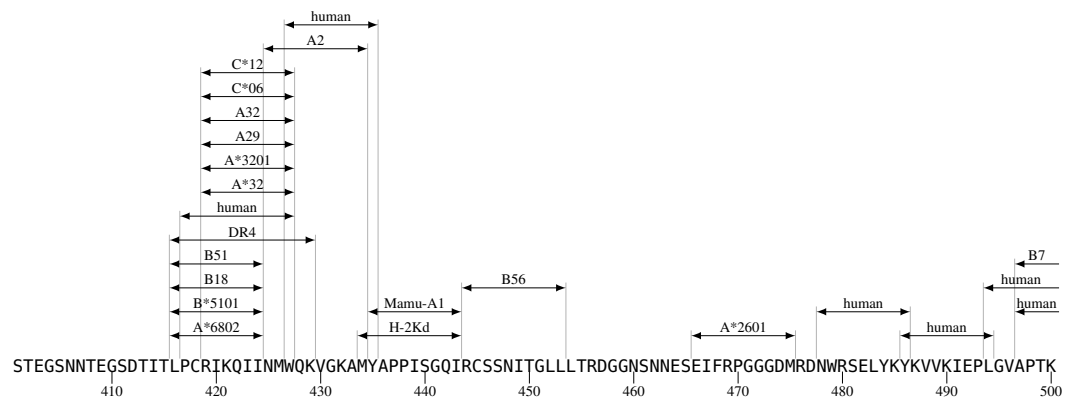 human
A2
C*12
C*06
A32
A29
A*3201
A*32
human
DR4
B51 B7
B18 B56 human
B*5101 Mamu-A1 human human
A*6802 H-2Kd A*2601 human
STEGSNNTEGSDTITLPCRIKQIINMWQKVGKAMYAPPISGQIRCSSNITGLLLTRDGGNSNNESEIFRPGGGDMRDNWRSELYKYKVVKIEPLGVAPTK
410 420 430 440 450 460 470 480 490 500